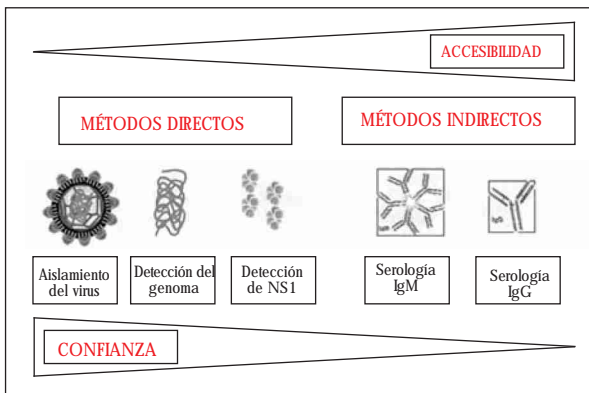 ACCESIBILIDAD
MÉTODOS DIRECTOS
MÉTODOS INDIRECTOS
Aislamiento
del virus
Detección del
genoma
Detección
de NS1
Serología
IgM
Serología
IgG
CONFIANZA